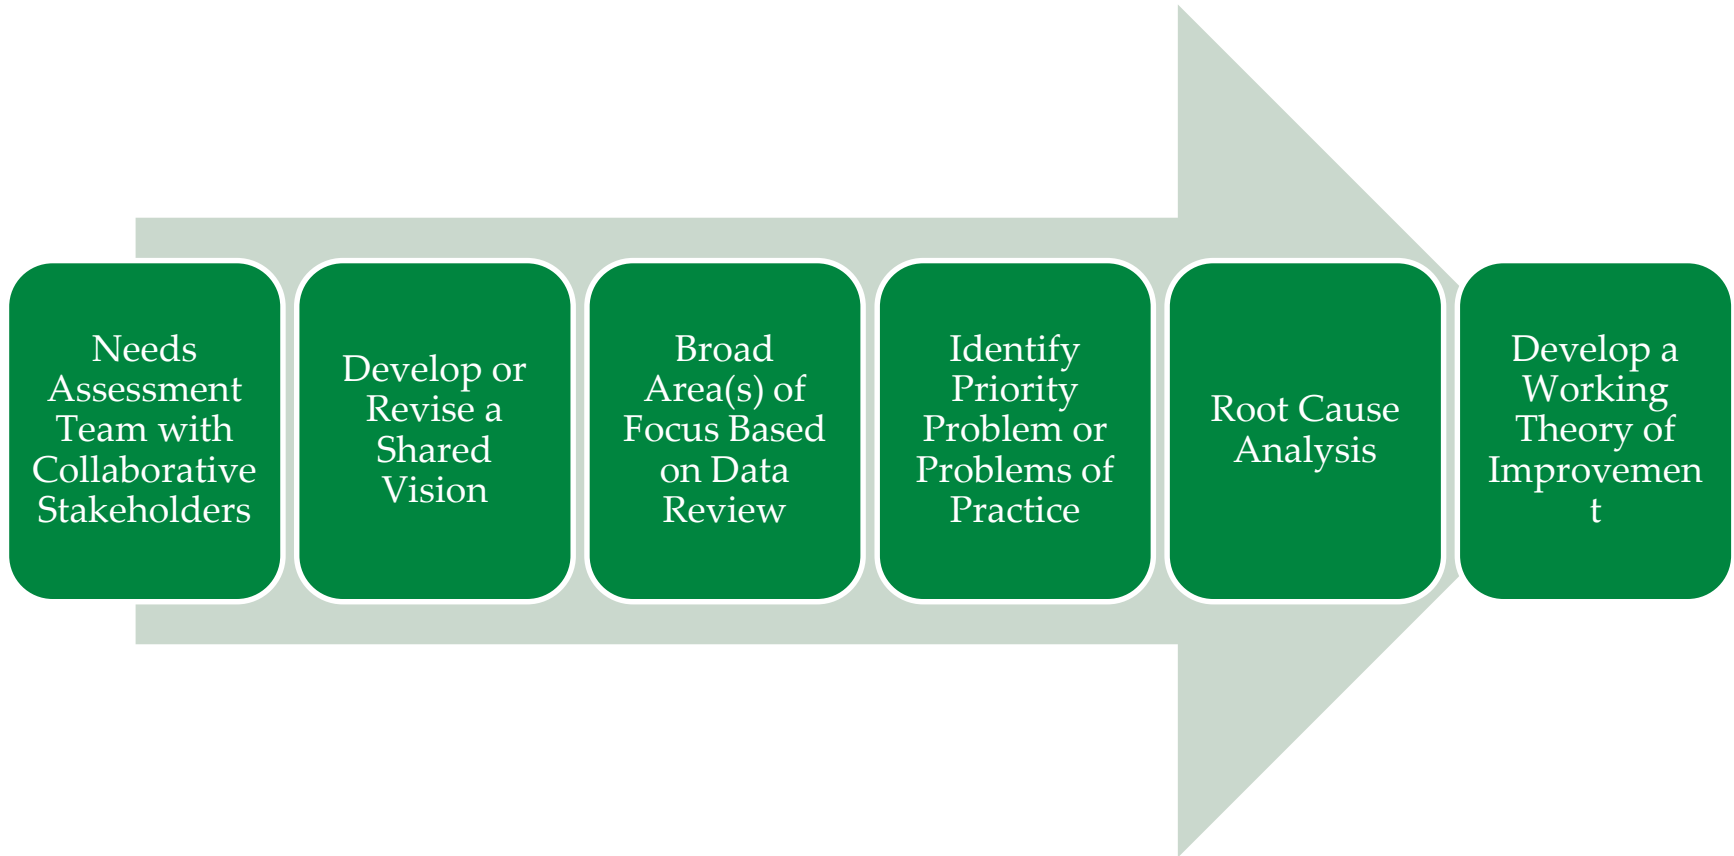 Needs
Assessment
Team with
Collaborative
Stakeholders
Develop or
Revise a
Shared
Vision
Broad
Area(s) of
Focus Based
on Data
Review
Identify
Priority
Problem or
Problems of
Practice
Root Cause
Analysis
Develop a
Working
Theory of
Improvemen
t